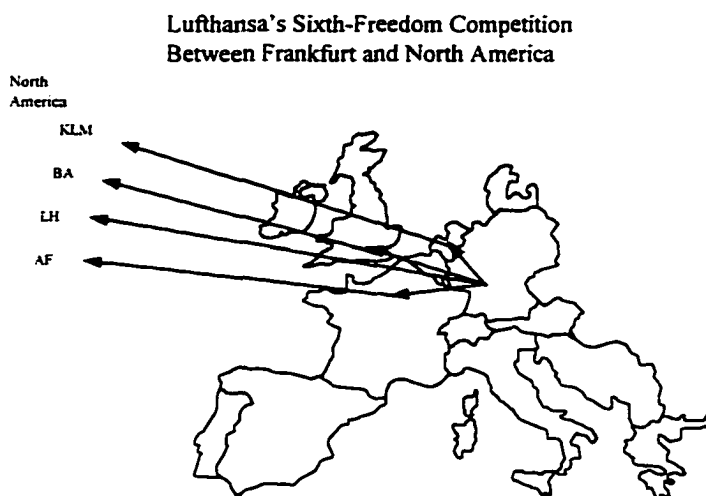 Lufthansa's Sixth-Freedom Competition
Between Frankfurt and North America
North
America
KLM
BA
LH
AF